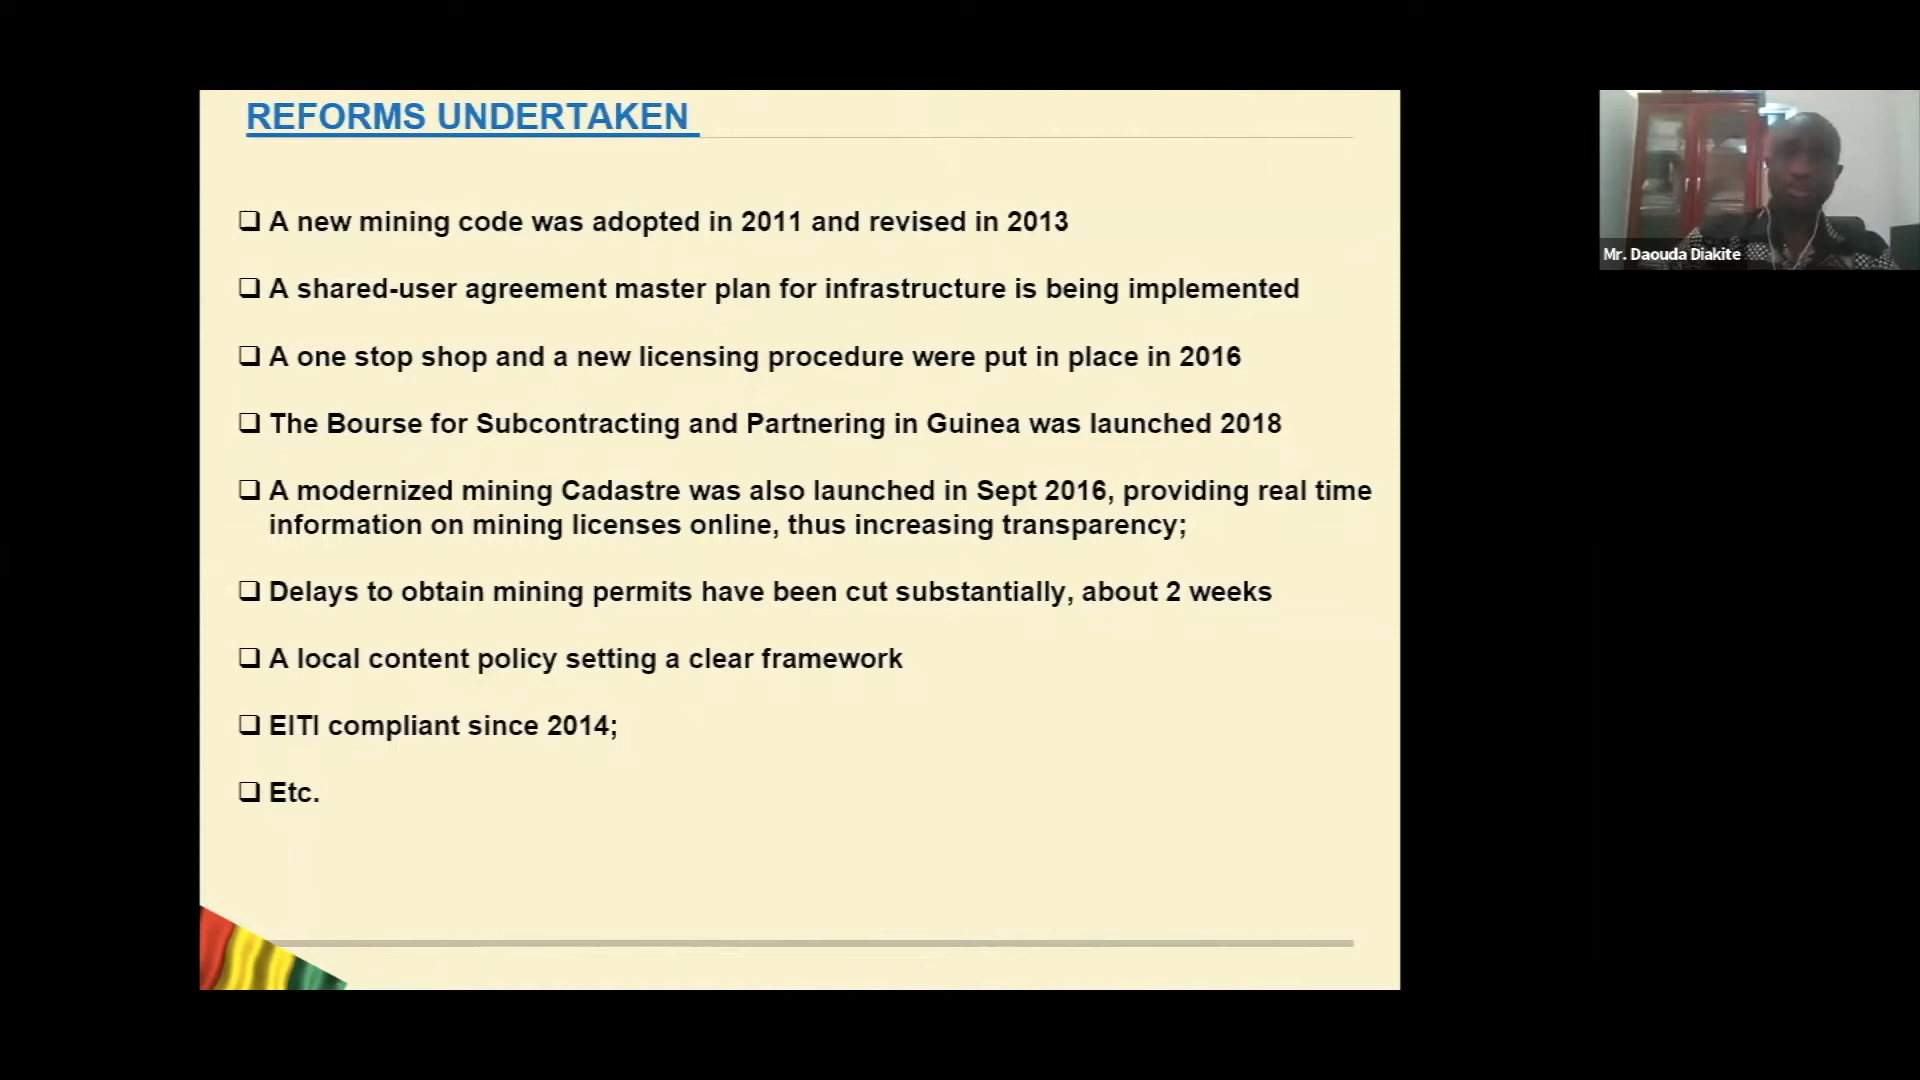 REFORMS UNDERTAKEN
A new mining code was adopted in 2011 and revised in 2013
A shared-user agreement master plan for infrastructure is being implemented
A one stop shop and a new licensing procedure were put in place in 2016
The Bourse for Subcontracting and Partnering in Guinea was launched 2018
A modernized mining Cadastre was also launched in Sept 2016, providing real time
information on mining licenses online, thus increasing transparency;
Delays to obtain mining permits have been cut substantially, about 2 weeks
A local content policy setting a clear framework
EITI compliant since 2014;
Etc.
Mr. Daouda Diakite